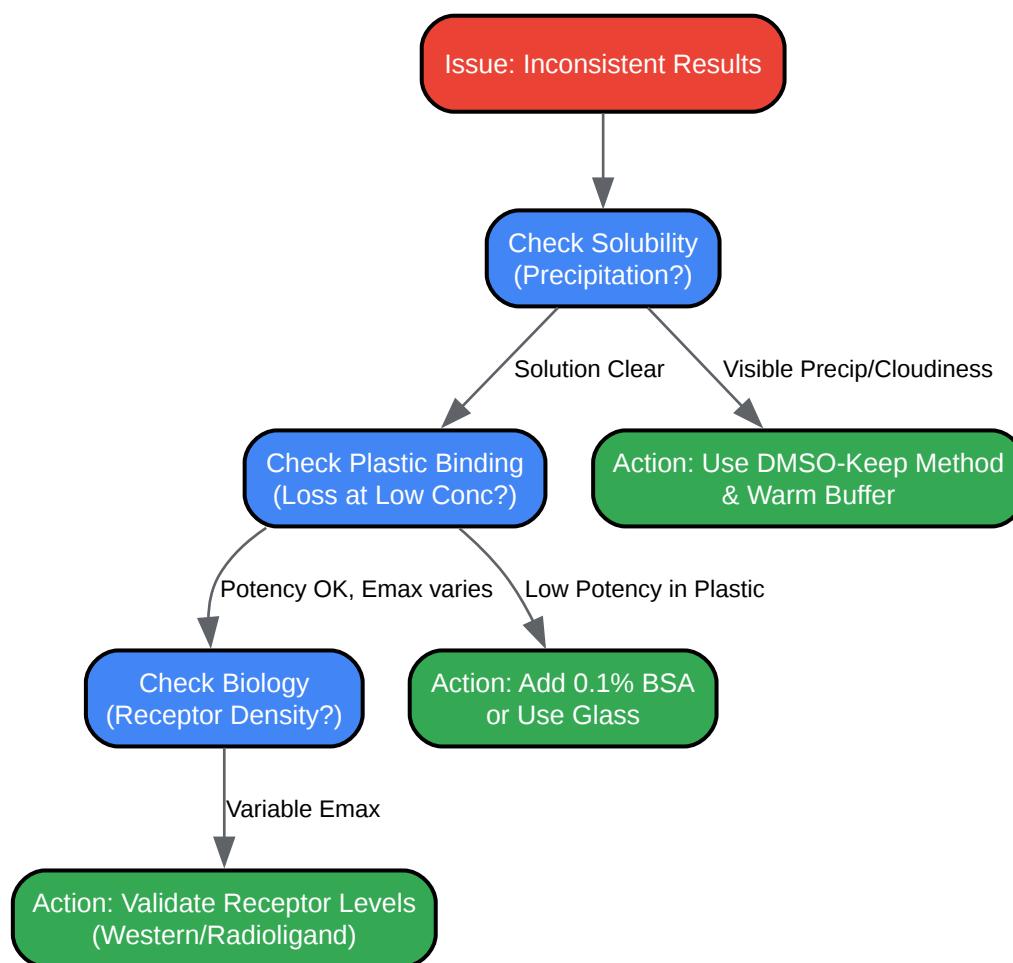 Issue: Inconsistent Results
Check Solubility
(Precipitation?)
Solution Clear
Visible Precip/Cloudiness
Check Plastic Binding
(Loss at Low Conc?)
Action: Use DMSO-Keep Method
& Warm Buffer
Potency OK, Emax varies
Low Potency in Plastic
Check Biology
(Receptor Density?)
Action: Add 0.1% BSA
or Use Glass
Variable Emax
Action: Validate Receptor Levels
(Western/Radioligand)